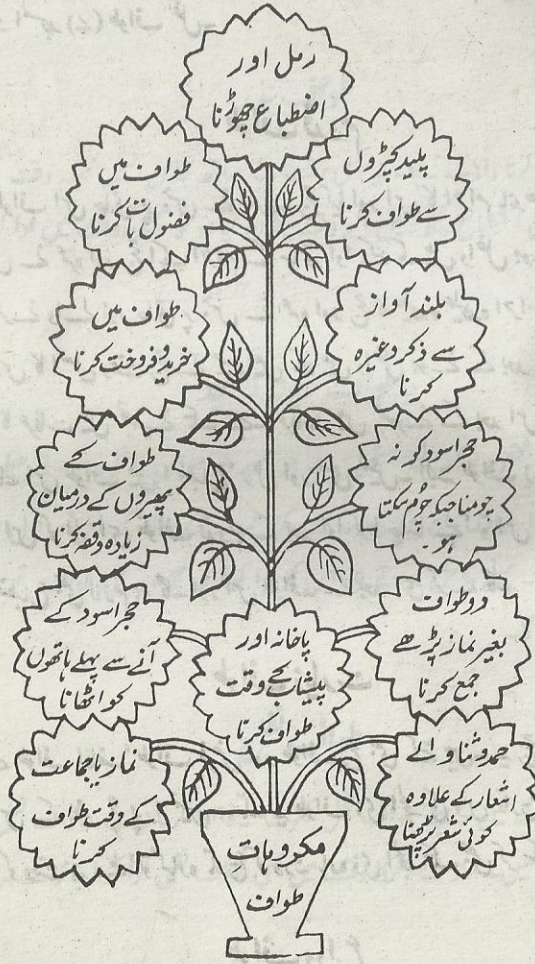 رمل اور
اضطباع چھوڑنا
پلید کپڑوں
سے طواف کرنا
طواف میں
فضول بات کرنا
بلند آواز
سے ذکر وغیرہ
کرنا
طواف میں
خرید و فروخت کرنا
حجر اسود کو نہ
چومنا جبکہ چوم سکتا
ہو۔
طواف کے
پھیروں کے درمیان
زیادہ وقفہ کرنا
دو طواف
بغیر نماز پڑھے
جمع کرنا
پاخانہ اور
پیشاب کے وقت
طواف کرنا
حجر اسود کے
آنے سے پہلے ہاتھوں
کو اٹھانا
حمد و ثنا والے
اشعار کے علاوہ
کوئی شعر پڑھنا
نماز باجماعت
کے وقت طواف
کرنا
مکروہات
طواف